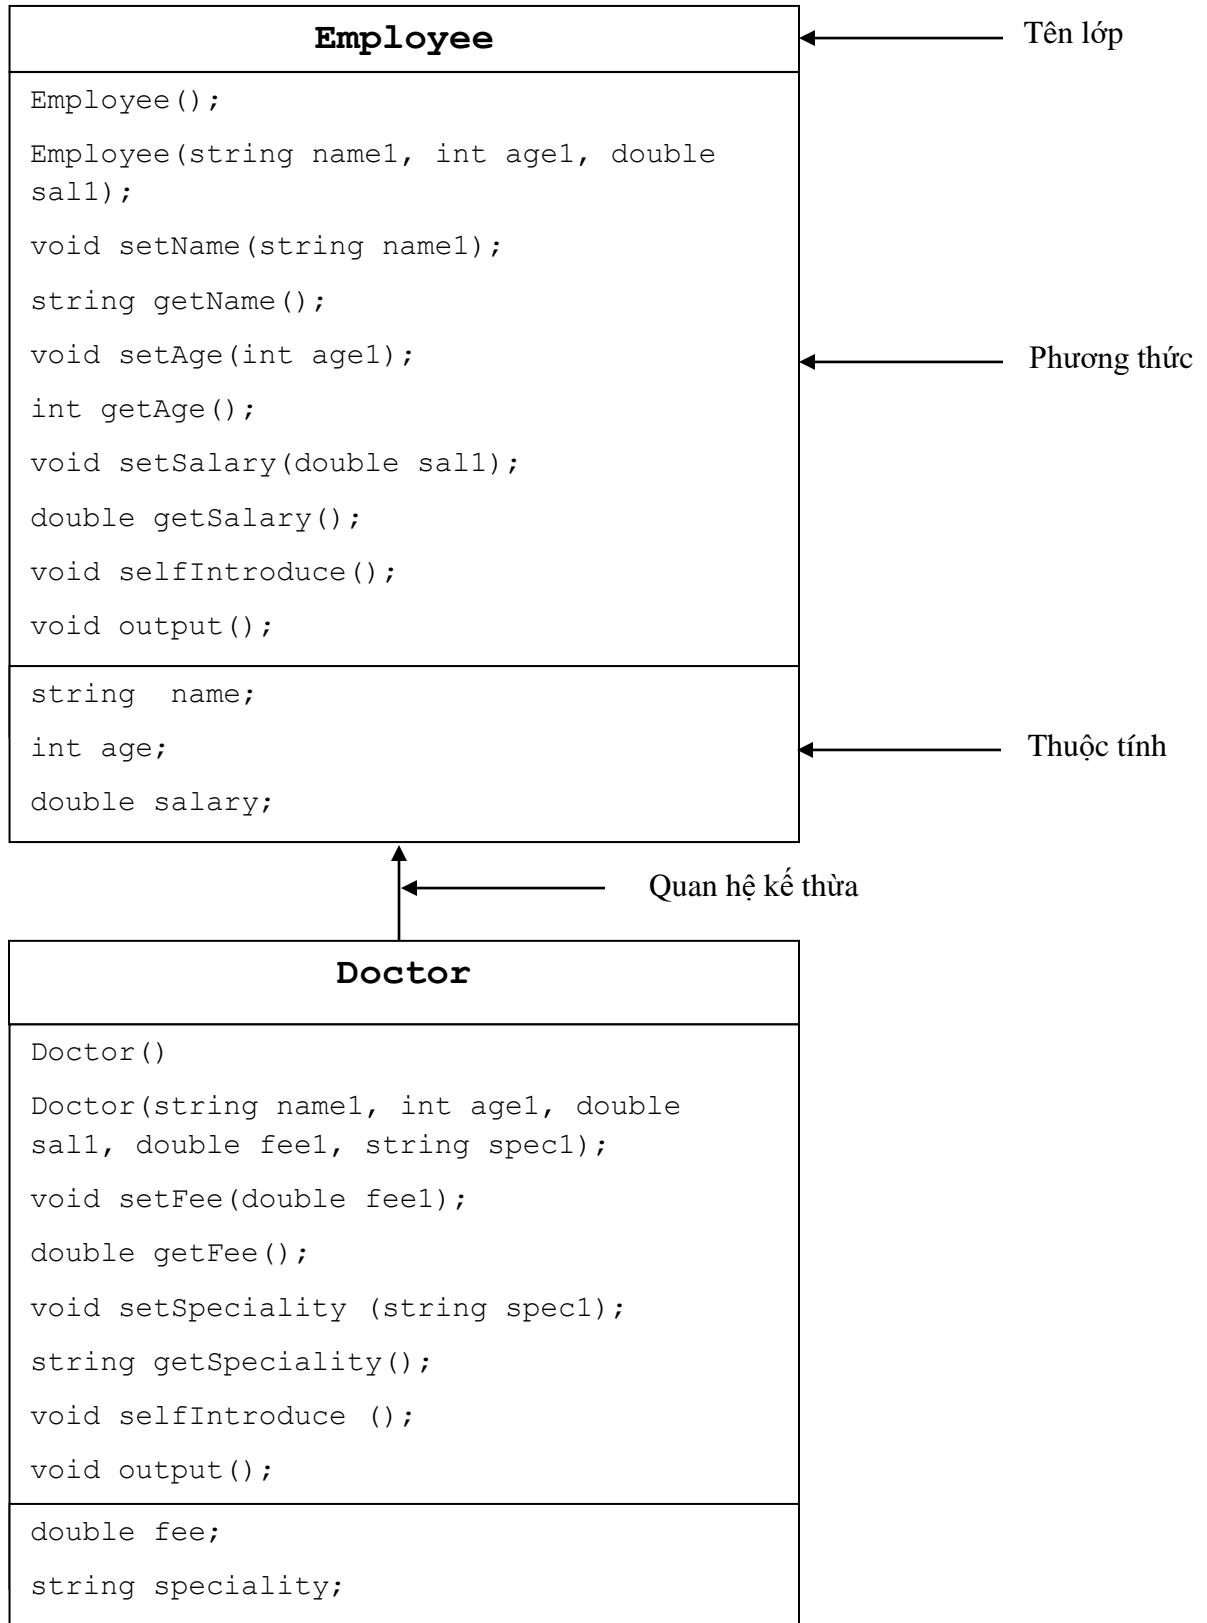 Employee
Tên lớp
Employee();
Employee(string name1, int age1, double
sal1);
void setName(string name1);
string getName();
void setAge(int age1);
Phương thức
int getAge();
void setSalary(double sal1);
double getSalary();
void selfIntroduce();
void output();
string  name;
int age;
Thuộc tính
double salary;
Quan hệ kế thừa
Doctor
Doctor()
Doctor(string name1, int age1, double
sal1, double fee1, string spec1);
void setFee(double fee1);
double getFee();
void setSpeciality (string spec1);
string getSpeciality();
void selfIntroduce ();
void output();
double fee;
string speciality;